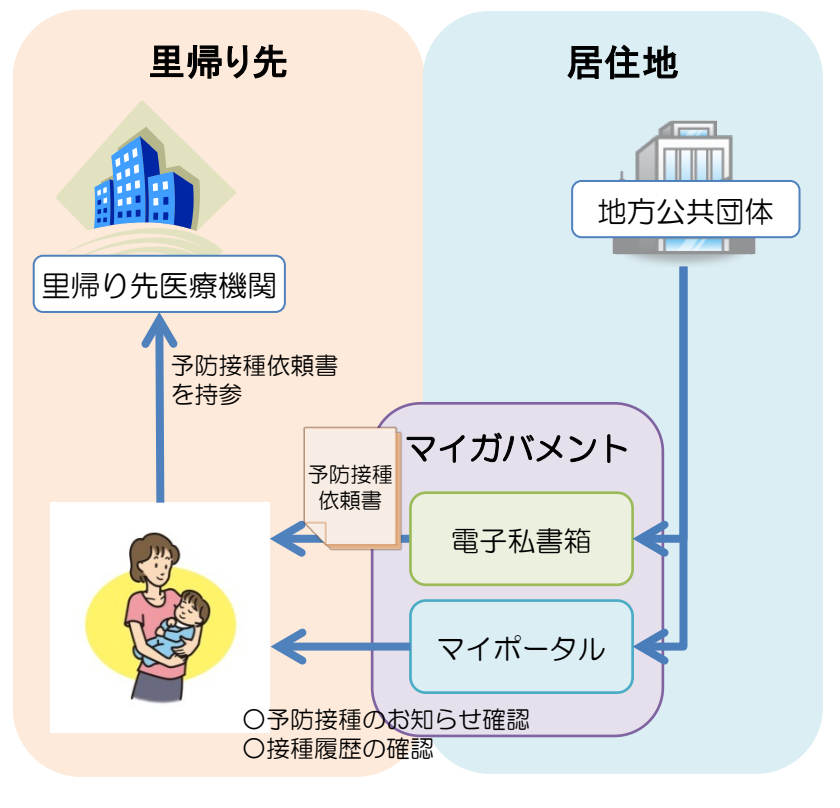 里帰り先
居住地
地方公共団体
里帰り先医療機関
予防接種依頼書
を持参
マイガバメント
予防接種
依頼書
電子私書箱
マイポータル
〇予防接種のお知らせ確認
〇接種履歴の確認